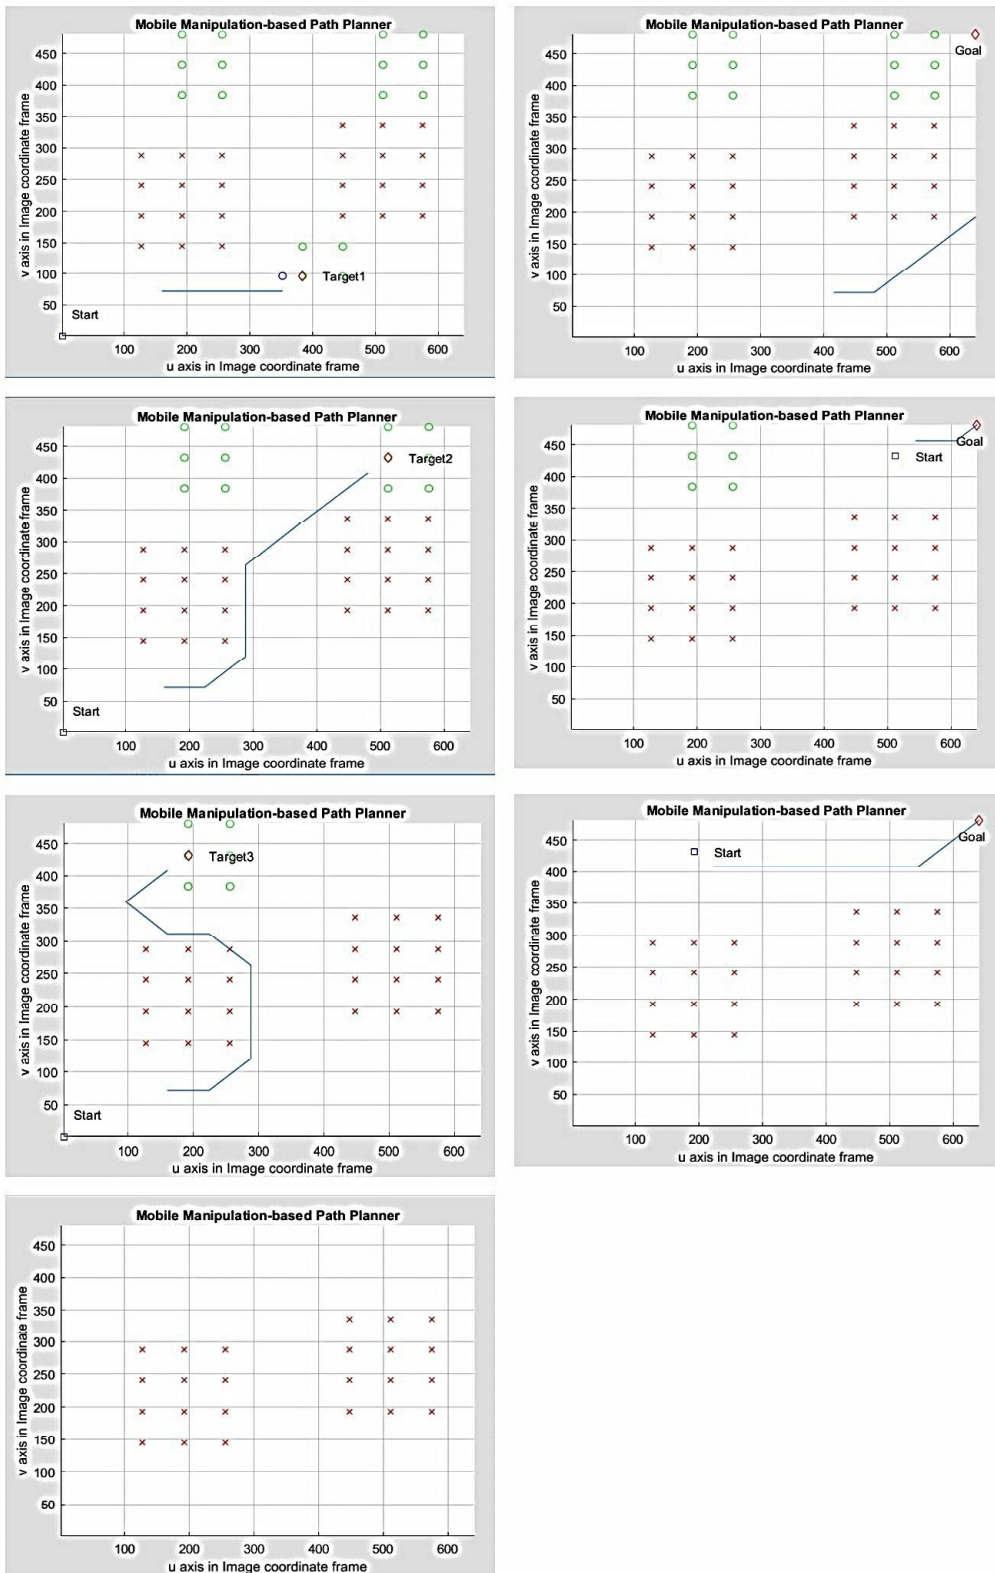 Mobile Manipulation-based Path Planner
v axis in Image coordinate frame
450
400
350
300
250
200
150
100
50
Target1
Start
100 200 300 400 500 600
u axis in Image coordinate frame
Mobile Manipulation-based Path Planner
v axis in Image coordinate frame
Goal
450
400
350
300
250
200
150
100
50
100 200 300 400 500 600
u axis in Image coordinate frame
Mobile Manipulation-based Path Planner
v axis in Image coordinate frame
450
Target2
400
350
300
250
200
150
100
50
Start
100 200 300 400 500 600
u axis in Image coordinate frame
Mobile Manipulation-based Path Planner
v axis in Image coordinate frame
Goal
450
Start
400
350
300
250
200
150
100
50
100 200 300 400 500 600
u axis in Image coordinate frame
Mobile Manipulation-based Path Planner
v axis in Image coordinate frame
450
Target3
400
350
300
250
200
150
100
50
Start
100 200 300 400 500 600
u axis in Image coordinate frame
Mobile Manipulation-based Path Planner
v axis in Image coordinate frame
Goal
450
Start
400
350
300
250
200
150
100
50
100 200 300 400 500 600
u axis in Image coordinate frame
Mobile Manipulation-based Path Planner
v axis in Image coordinate frame
450
400
350
300
250
200
150
100
50
100 200 300 400 500 600
u axis in Image coordinate frame